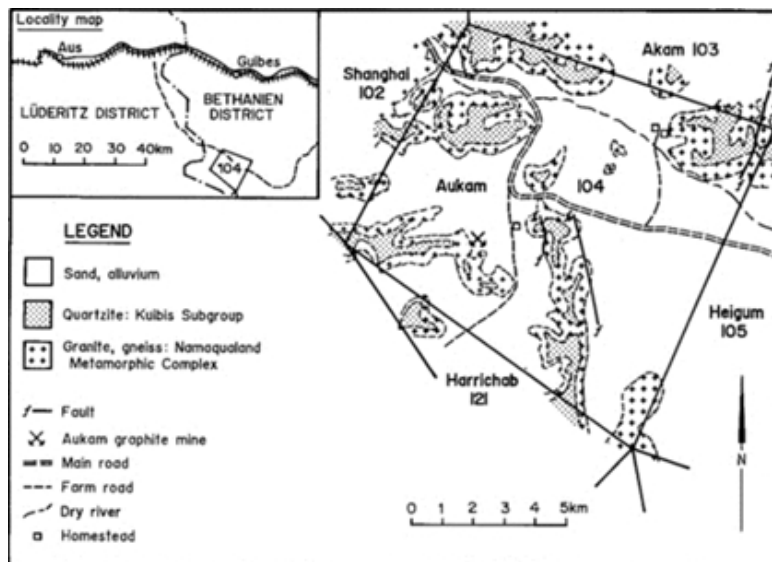 Locality map
Aus
Guibes
LÜDERITZ DISTRICT
BETHANIEN
DISTRICT
0 10 20 30 40km
104
LEGEND
Sand, alluvium
Quartzite: Kuibis Subgroup
Granite, gneiss: Namaqualand
Metamorphic Complex
Fault
Aukam graphite mine
Main road
Farm road
Dry river
Homestead
Shanghai
102
Akam 103
Aukam
104
Heigum
105
Harrichab
121
0 1 2 3 4 5km
N